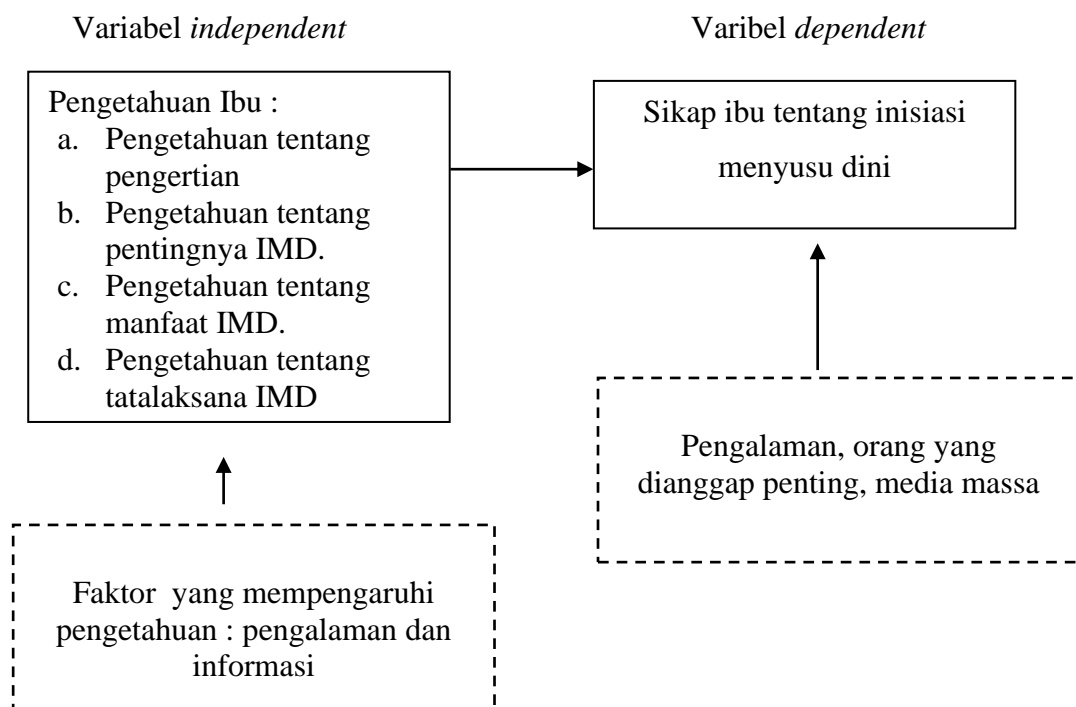 Variabel independent
Varibel dependent
Pengetahuan Ibu :
a. Pengetahuan tentang
pengertian
b. Pengetahuan tentang
pentingnya IMD.
c. Pengetahuan tentang
manfaat IMD.
d. Pengetahuan tentang
tatalaksana IMD
Sikap ibu tentang inisiasi
menyusu dini
Pengalaman, orang yang
dianggap penting, media massa
Faktor yang mempengaruhi
pengetahuan : pengalaman dan
informasi